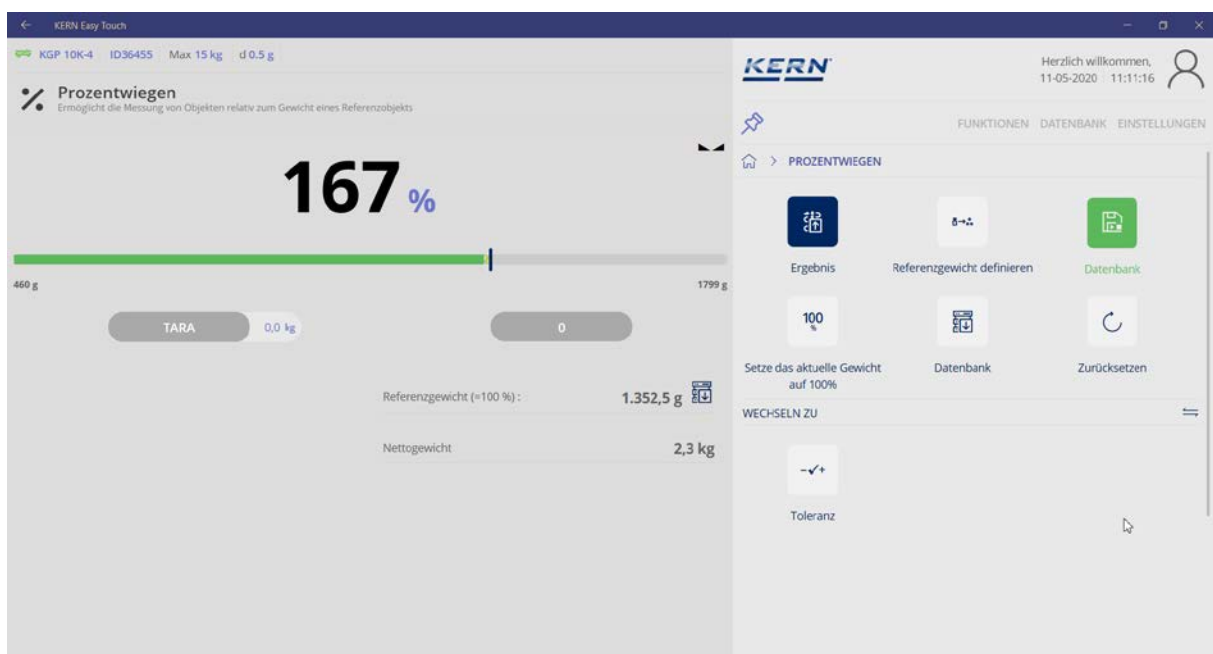 KERN Easy Touch
KGP 10K-4 ID36455 Max 15 kg d 0.5 g
Prozentwiegen
Ermöglicht die Messung von Objekten relativ zum Gewicht eines Referenzobjekts
167 %
460 g 1799 g
TARA 0,0 kg 0
Referenzgewicht (=100 %) : 1.352,5 g
Nettogewicht 2,3 kg
KERN
Herzlich willkommen,
11-05-2020 11:11:16
FUNKTIONEN DATENBANK EINSTELLUNGEN
> PROZENTWIEGEN
Ergebnis Referenzgewicht definieren Datenbank
100
%
Setze das aktuelle Gewicht
auf 100% Datenbank Zurücksetzen
WECHSELN ZU
Toleranz